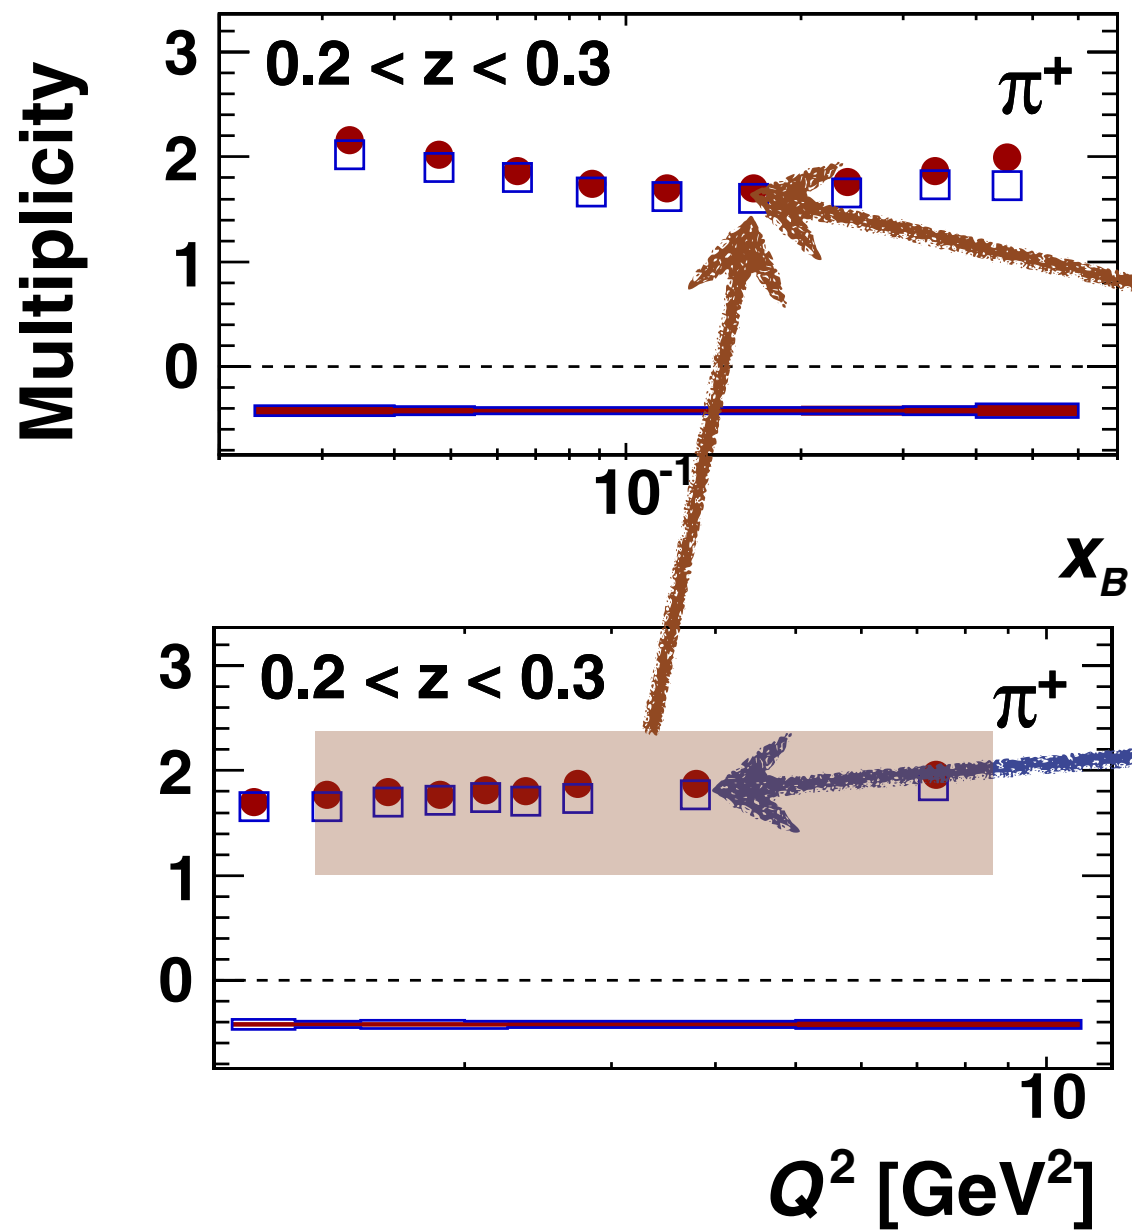 Multiplicity
3
2
1
0
0.2 < z < 0.3
π⁺
10⁻¹
x_B
3
2
1
0
0.2 < z < 0.3
π⁺
10
Q² [GeV²]